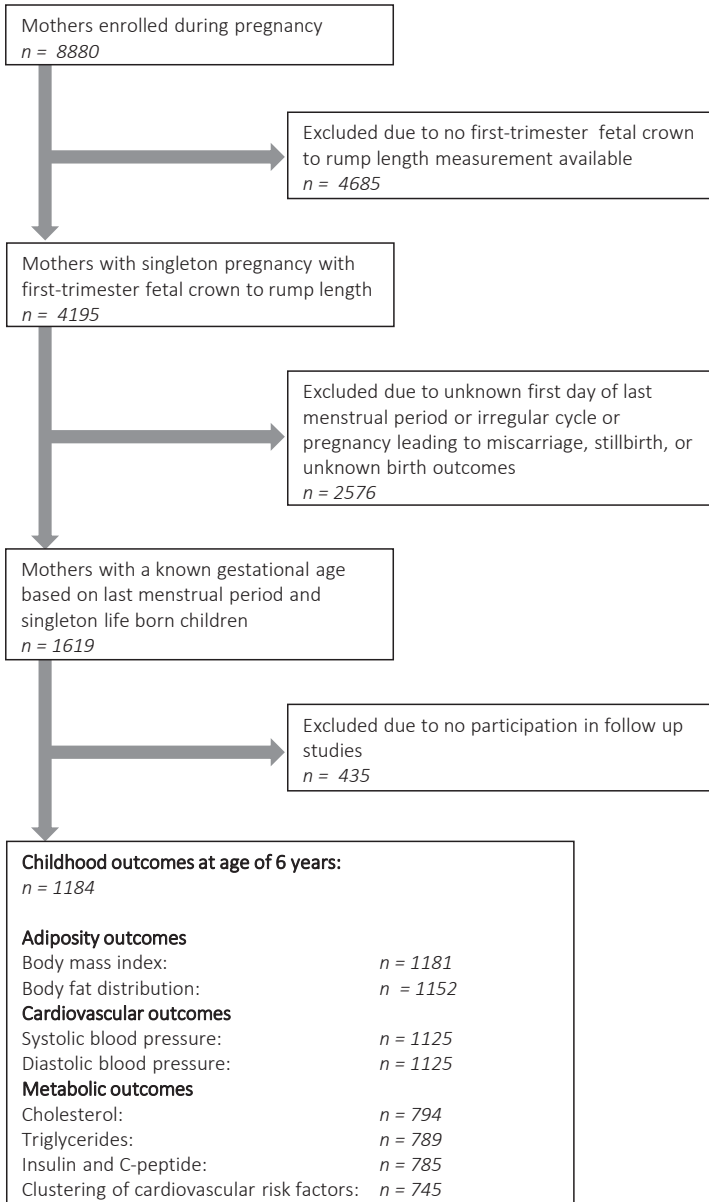 Mothers enrolled during pregnancy
n = 8880
Excluded due to no first-trimester fetal crown
to rump length measurement available
n = 4685
Mothers with singleton pregnancy with
first-trimester fetal crown to rump length
n = 4195
Excluded due to unknown first day of last
menstrual period or irregular cycle or
pregnancy leading to miscarriage, stillbirth, or
unknown birth outcomes
n = 2576
Mothers with a known gestational age
based on last menstrual period and
singleton life born children
n = 1619
Excluded due to no participation in follow up
studies
n = 435
Childhood outcomes at age of 6 years:
n = 1184
Adiposity outcomes
Body mass index: n = 1181
Body fat distribution: n = 1152
Cardiovascular outcomes
Systolic blood pressure: n = 1125
Diastolic blood pressure: n = 1125
Metabolic outcomes
Cholesterol: n = 794
Triglycerides: n = 789
Insulin and C-peptide: n = 785
Clustering of cardiovascular risk factors: n = 745